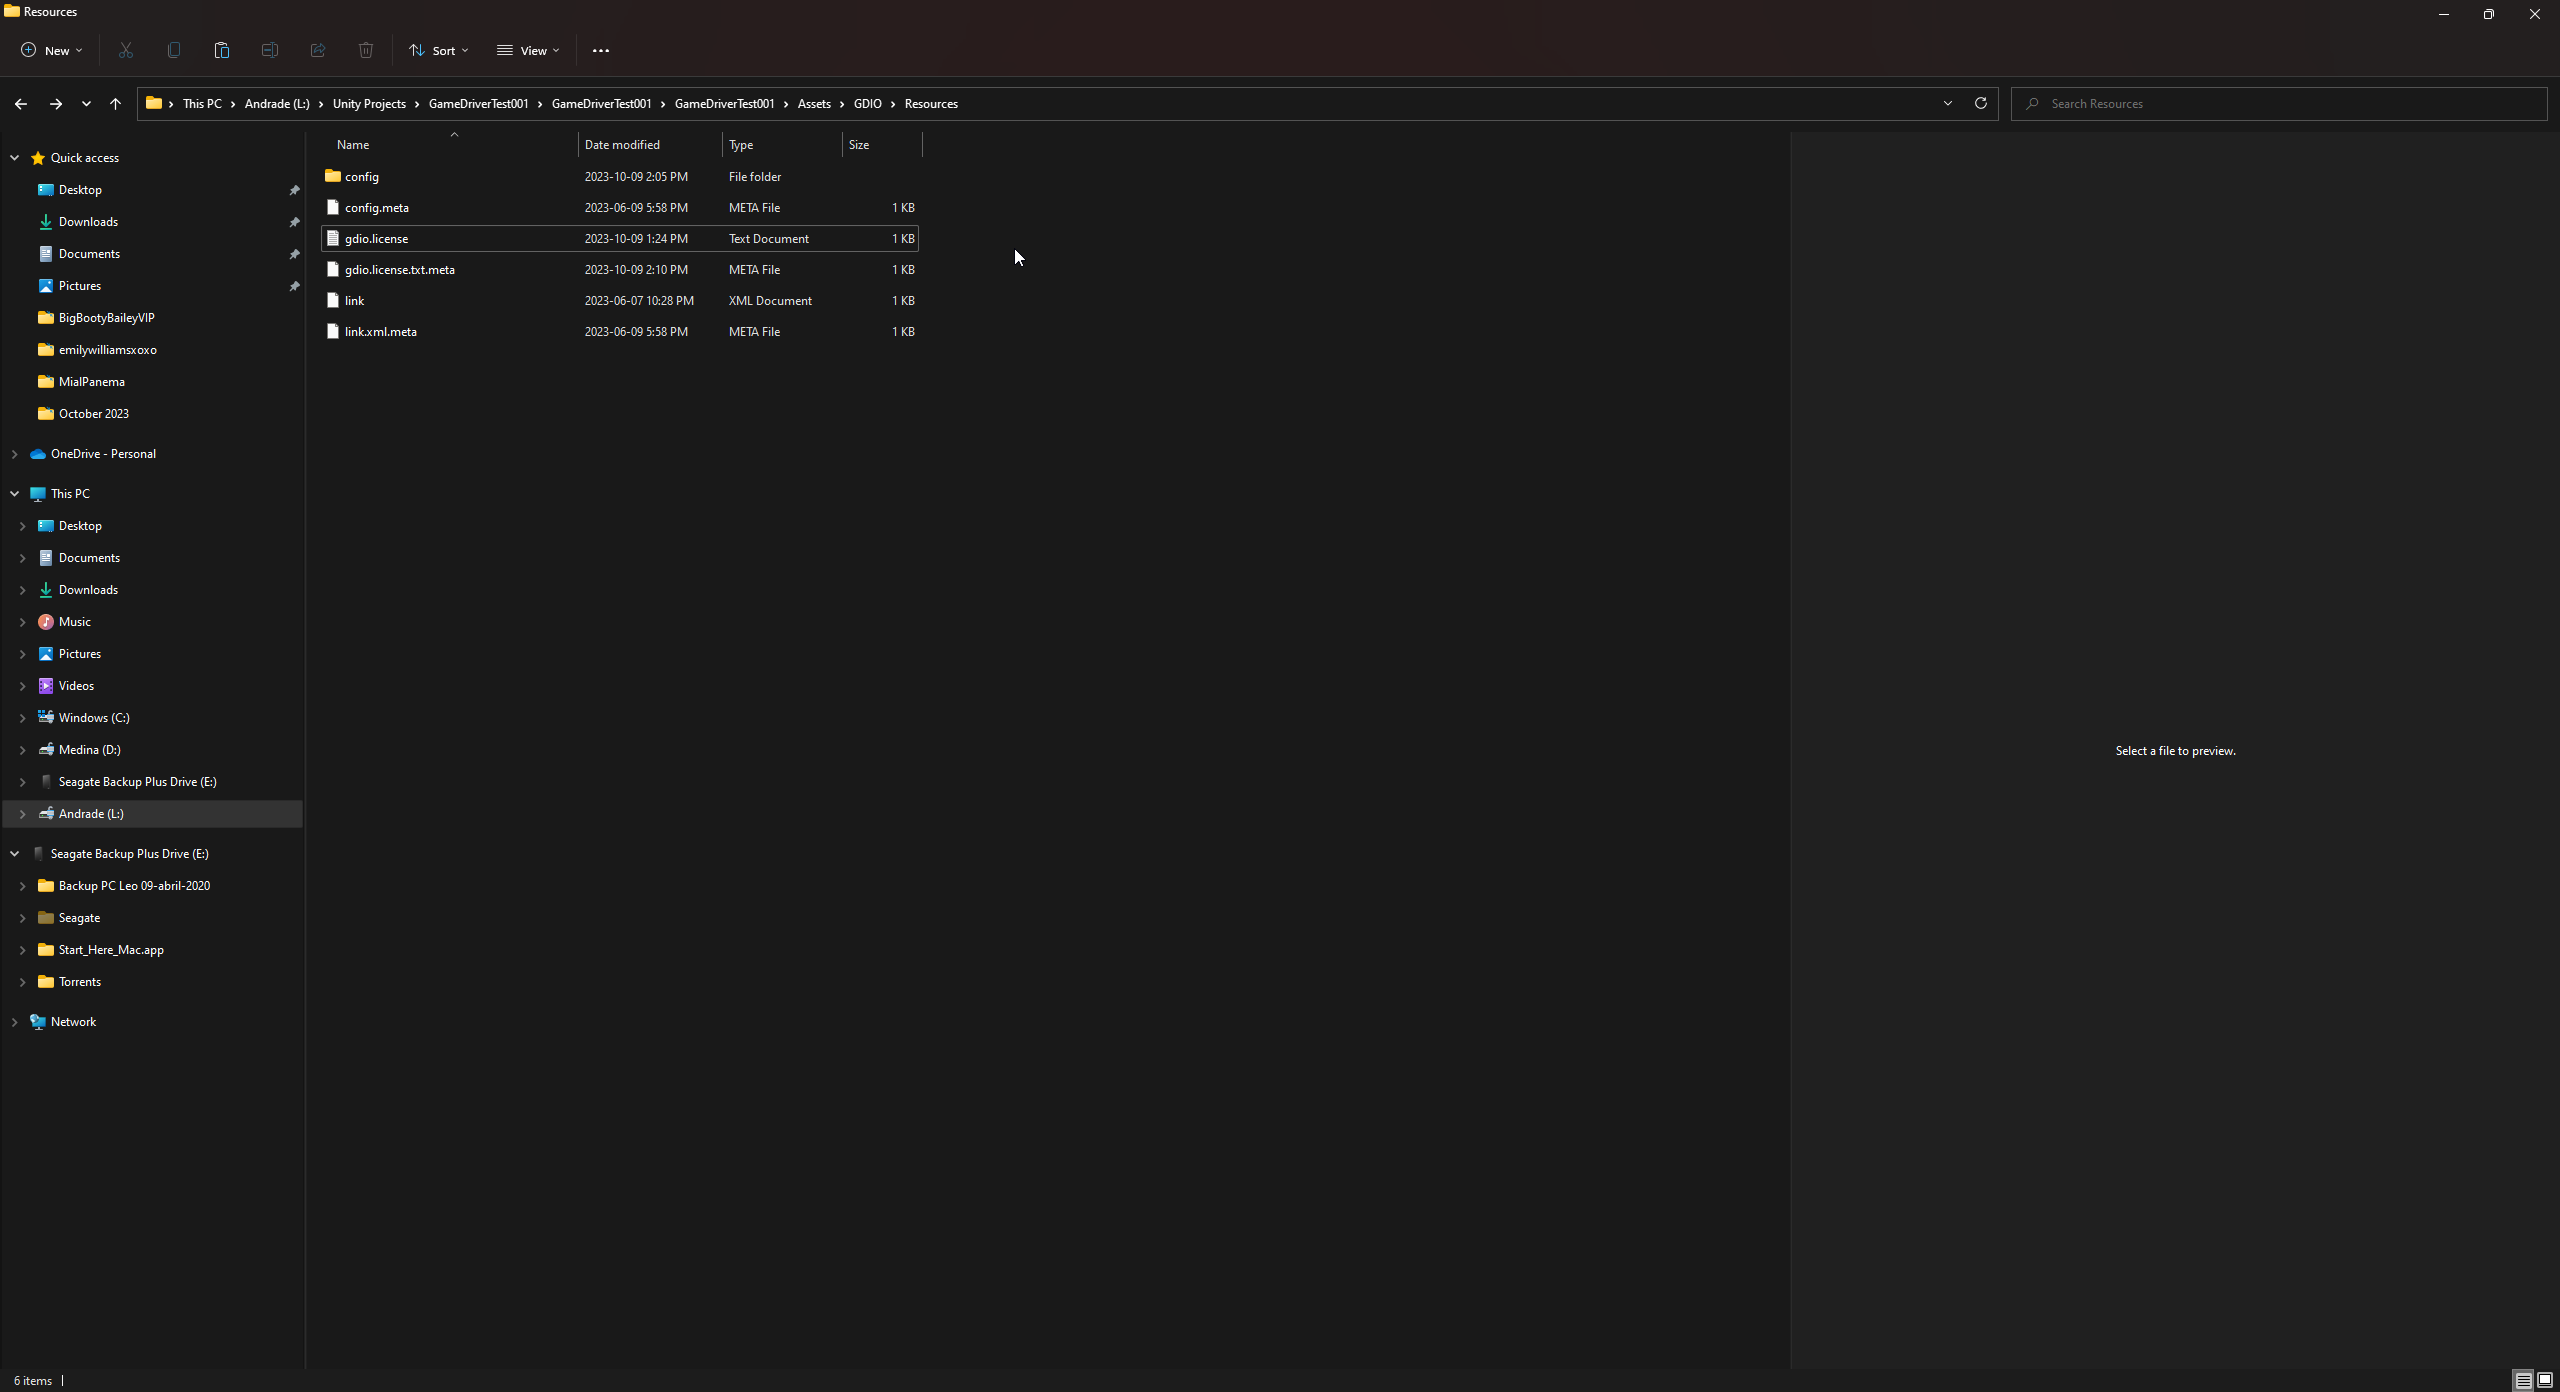 Resources
New
Sort
View
This PC
Andrade (L:)
Unity Projects
GameDriverTest001
GameDriverTest001
GameDriverTest001
Assets
GDIO
Resources
Search Resources
Quick access
Desktop
Downloads
Documents
Pictures
BigBootyBaileyVIP
emilywilliamsxoxo
MialPanema
October 2023
OneDrive - Personal
This PC
Desktop
Documents
Downloads
Music
Pictures
Videos
Windows (C:)
Medina (D:)
Seagate Backup Plus Drive (E:)
Andrade (L:)
Seagate Backup Plus Drive (E:)
Backup PC Leo 09-abril-2020
Seagate
Start_Here_Mac.app
Torrents
Network
Name Date modified Type Size
config 2023-10-09 2:05 PM File folder
config.meta 2023-06-09 5:58 PM META File 1 KB
gdio.license 2023-10-09 1:24 PM Text Document 1 KB
gdio.license.txt.meta 2023-10-09 2:10 PM META File 1 KB
link 2023-06-07 10:28 PM XML Document 1 KB
link.xml.meta 2023-06-09 5:58 PM META File 1 KB
Select a file to preview.
6 items